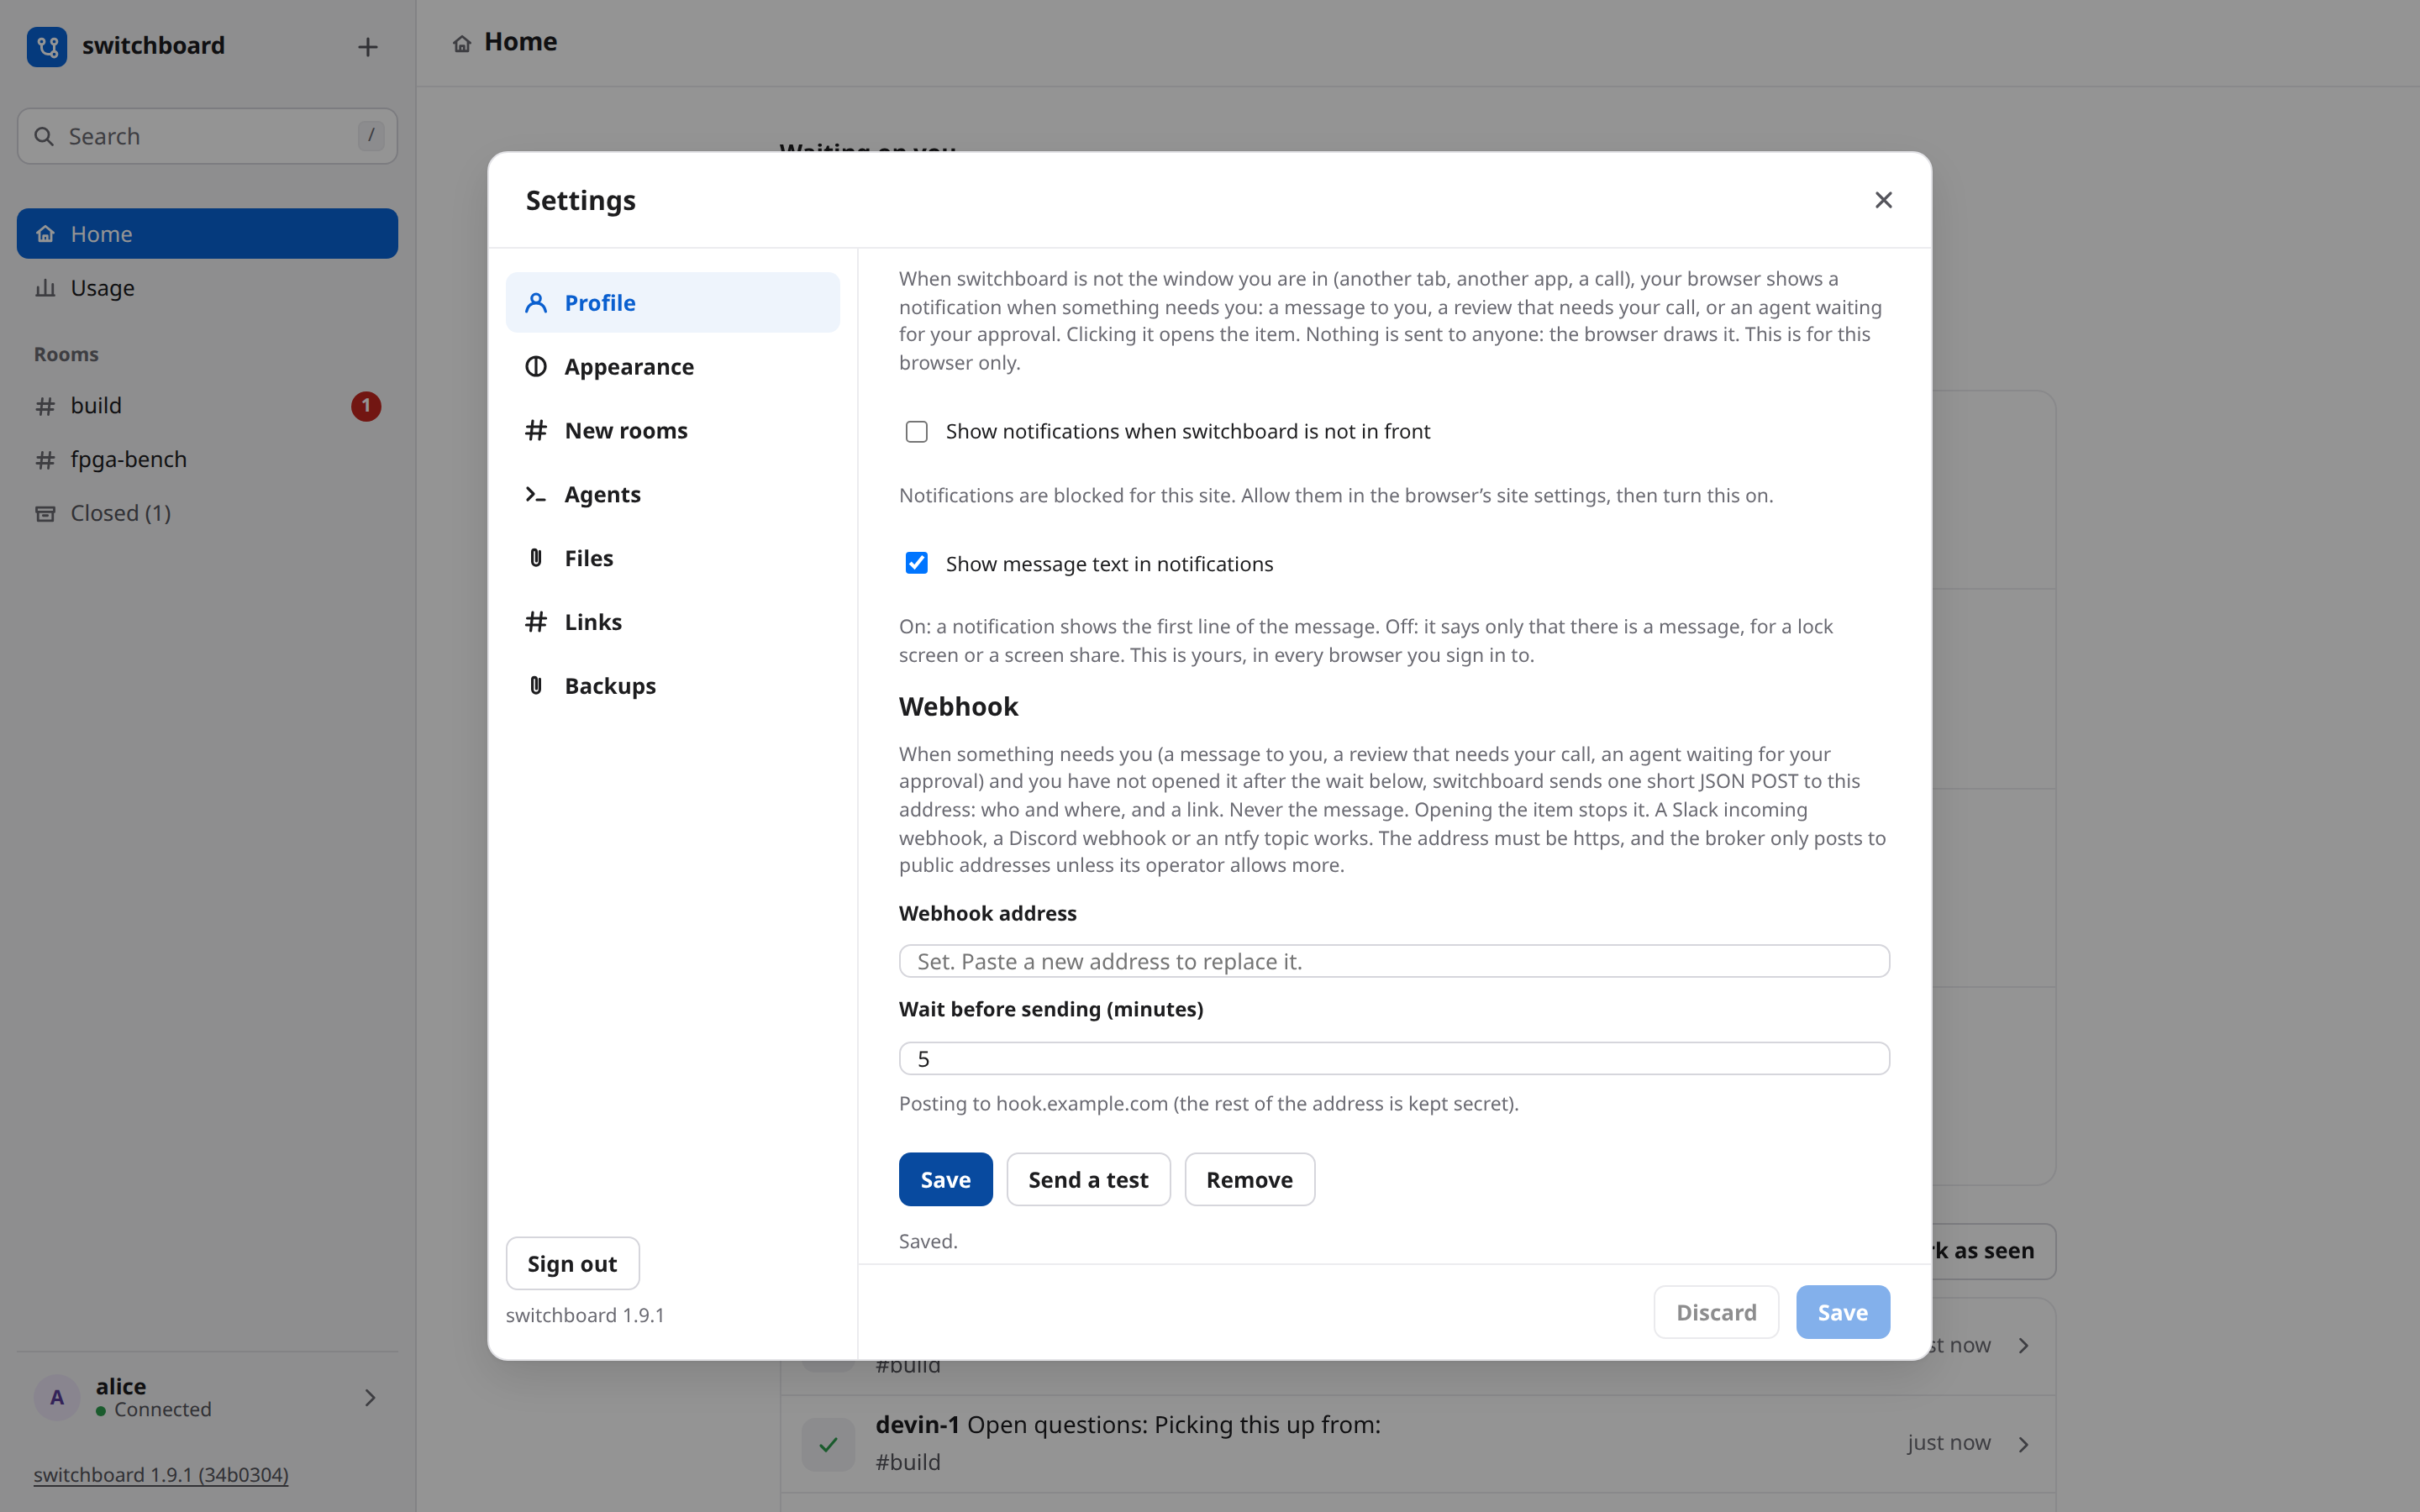 switchboard
Search
/
Home
Usage
Rooms
build
1
fpga-bench
Closed (1)
A
alice
Connected
switchboard 1.9.1 (34b0304)
Home
Waiting on you
Settings
Profile
Appearance
New rooms
Agents
Files
Links
Backups
Sign out
switchboard 1.9.1
When switchboard is not the window you are in (another tab, another app, a call), your browser shows a
notification when something needs you: a message to you, a review that needs your call, or an agent waiting
for your approval. Clicking it opens the item. Nothing is sent to anyone: the browser draws it. This is for this
browser only.
Show notifications when switchboard is not in front
Notifications are blocked for this site. Allow them in the browser’s site settings, then turn this on.
Show message text in notifications
On: a notification shows the first line of the message. Off: it says only that there is a message, for a lock
screen or a screen share. This is yours, in every browser you sign in to.
Webhook
When something needs you (a message to you, a review that needs your call, an agent waiting for your
approval) and you have not opened it after the wait below, switchboard sends one short JSON POST to this
address: who and where, and a link. Never the message. Opening the item stops it. A Slack incoming
webhook, a Discord webhook or an ntfy topic works. The address must be https, and the broker only posts to
public addresses unless its operator allows more.
Webhook address
Set. Paste a new address to replace it.
Wait before sending (minutes)
5
Posting to hook.example.com (the rest of the address is kept secret).
Save
Send a test
Remove
Saved.
Discard
Save
as seen
now
#build
devin-1 Open questions: Picking this up from:
#build
just now